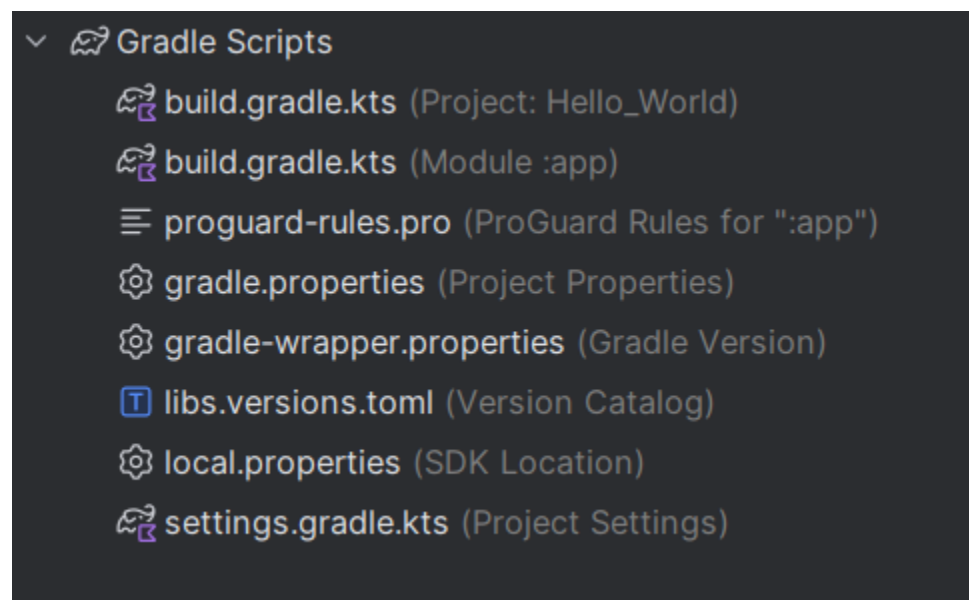 Gradle Scripts
build.gradle.kts (Project: Hello_World)
build.gradle.kts (Module :app)
proguard-rules.pro (ProGuard Rules for ":app")
gradle.properties (Project Properties)
gradle-wrapper.properties (Gradle Version)
libs.versions.toml (Version Catalog)
local.properties (SDK Location)
settings.gradle.kts (Project Settings)